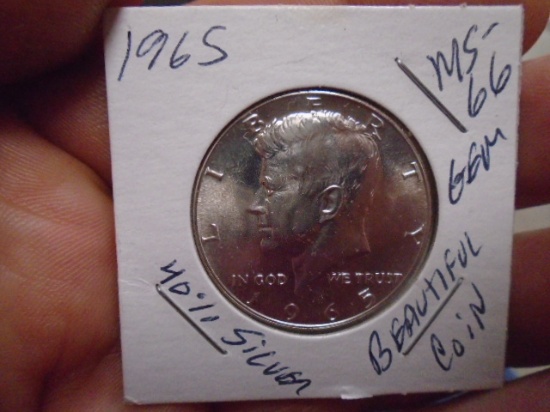 1965
MS-
66
GEM
LIBERTY
IN GOD WE TRUST
1965
40% SILVER
BEAUTIFUL
COIN